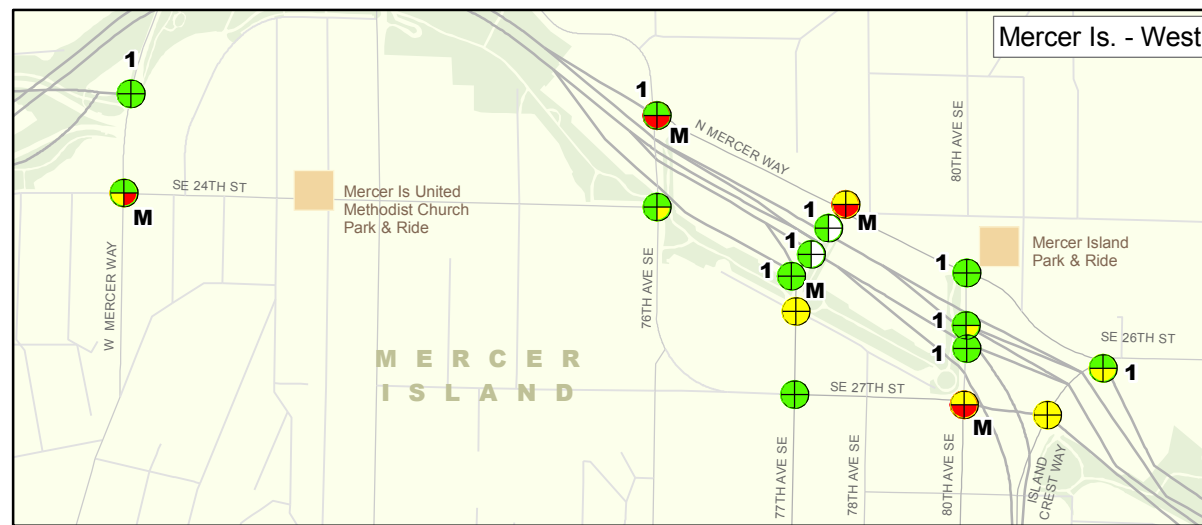 Mercer Is. - West
1
1
M
N MERCER WAY
80TH AVE SE
SE 24TH ST
M
Mercer Is United
Methodist Church
Park & Ride
1
M
1
Mercer Island
Park & Ride
1
1
M
W MERCER WAY
76TH AVE SE
1
1
SE 26TH ST
1
MERCER
ISLAND
SE 27TH ST
M
77TH AVE SE
78TH AVE SE
80TH AVE SE
ISLAND
CREST WAY